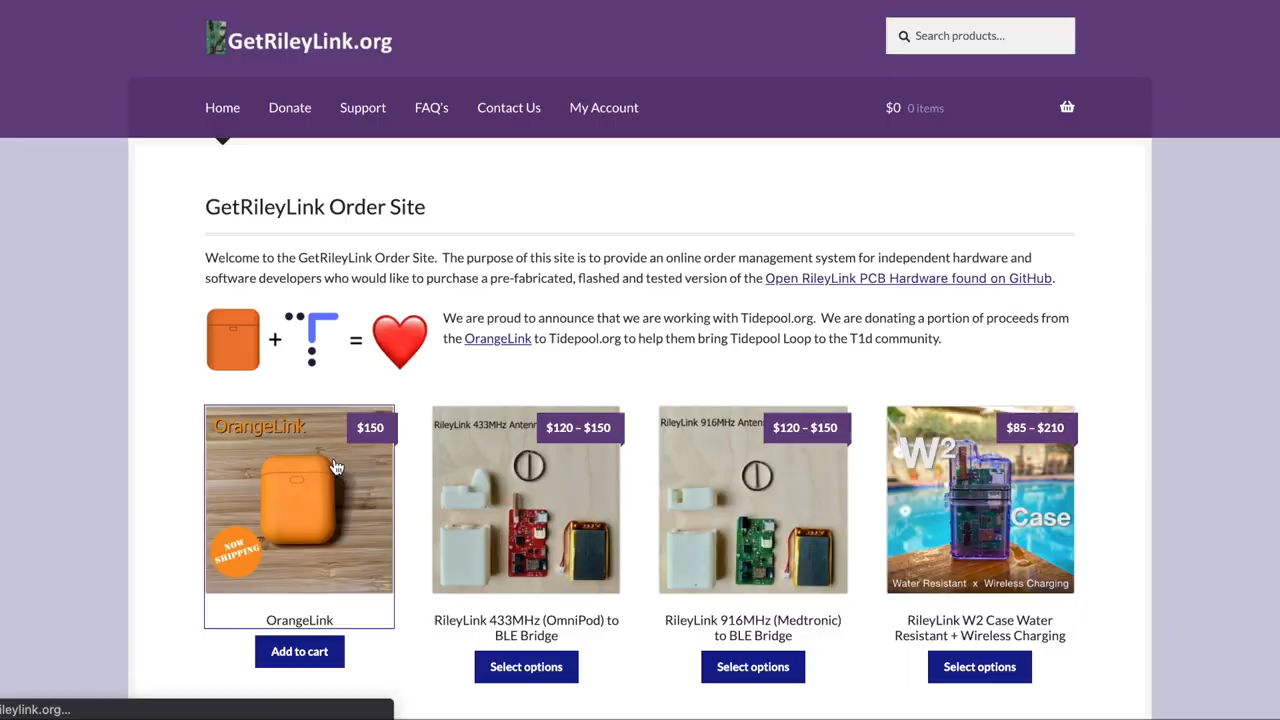 GetRileyLink.org
Search products...
Home Donate Support FAQ's Contact Us My Account $0 0 items
GetRileyLink Order Site
Welcome to the GetRileyLink Order Site. The purpose of this site is to provide an online order management system for independent hardware and
software developers who would like to purchase a pre-fabricated, flashed and tested version of the Open RileyLink PCB Hardware found on GitHub.
We are proud to announce that we are working with Tidepool.org. We are donating a portion of proceeds from
the OrangeLink to Tidepool.org to help them bring Tidepool Loop to the T1d community.
OrangeLink
$150
NOW
SHIPPING
OrangeLink
Add to cart
RileyLink 433MHz
$120 – $150
RileyLink 433MHz (OmniPod) to
BLE Bridge
Select options
RileyLink 916MHz
$120 – $150
RileyLink 916MHz (Medtronic)
to BLE Bridge
Select options
W2
$85 – $210
Case
Water Resistant x Wireless Charging
RileyLink W2 Case Water
Resistant + Wireless Charging
Select options
ileylink.org...